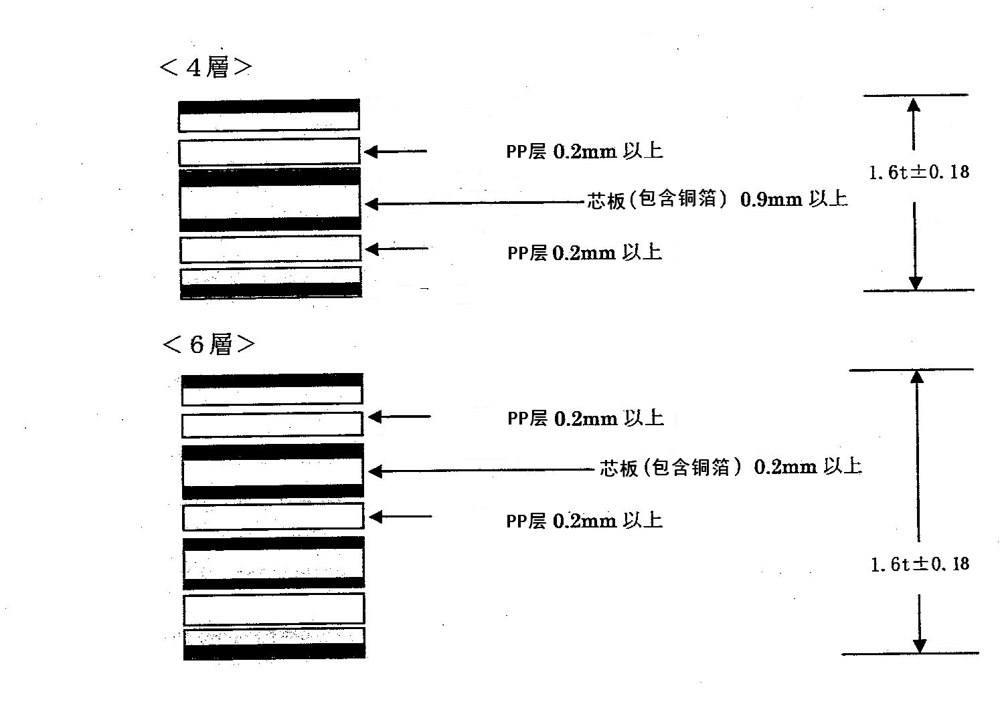 ＜４層＞
PP层 0.2mm 以上
1.6t±0.18
芯板(包含铜箔) 0.9mm 以上
PP层 0.2mm 以上
＜６層＞
PP层 0.2mm 以上
芯板(包含铜箔) 0.2mm 以上
PP层 0.2mm 以上
1.6t±0.18